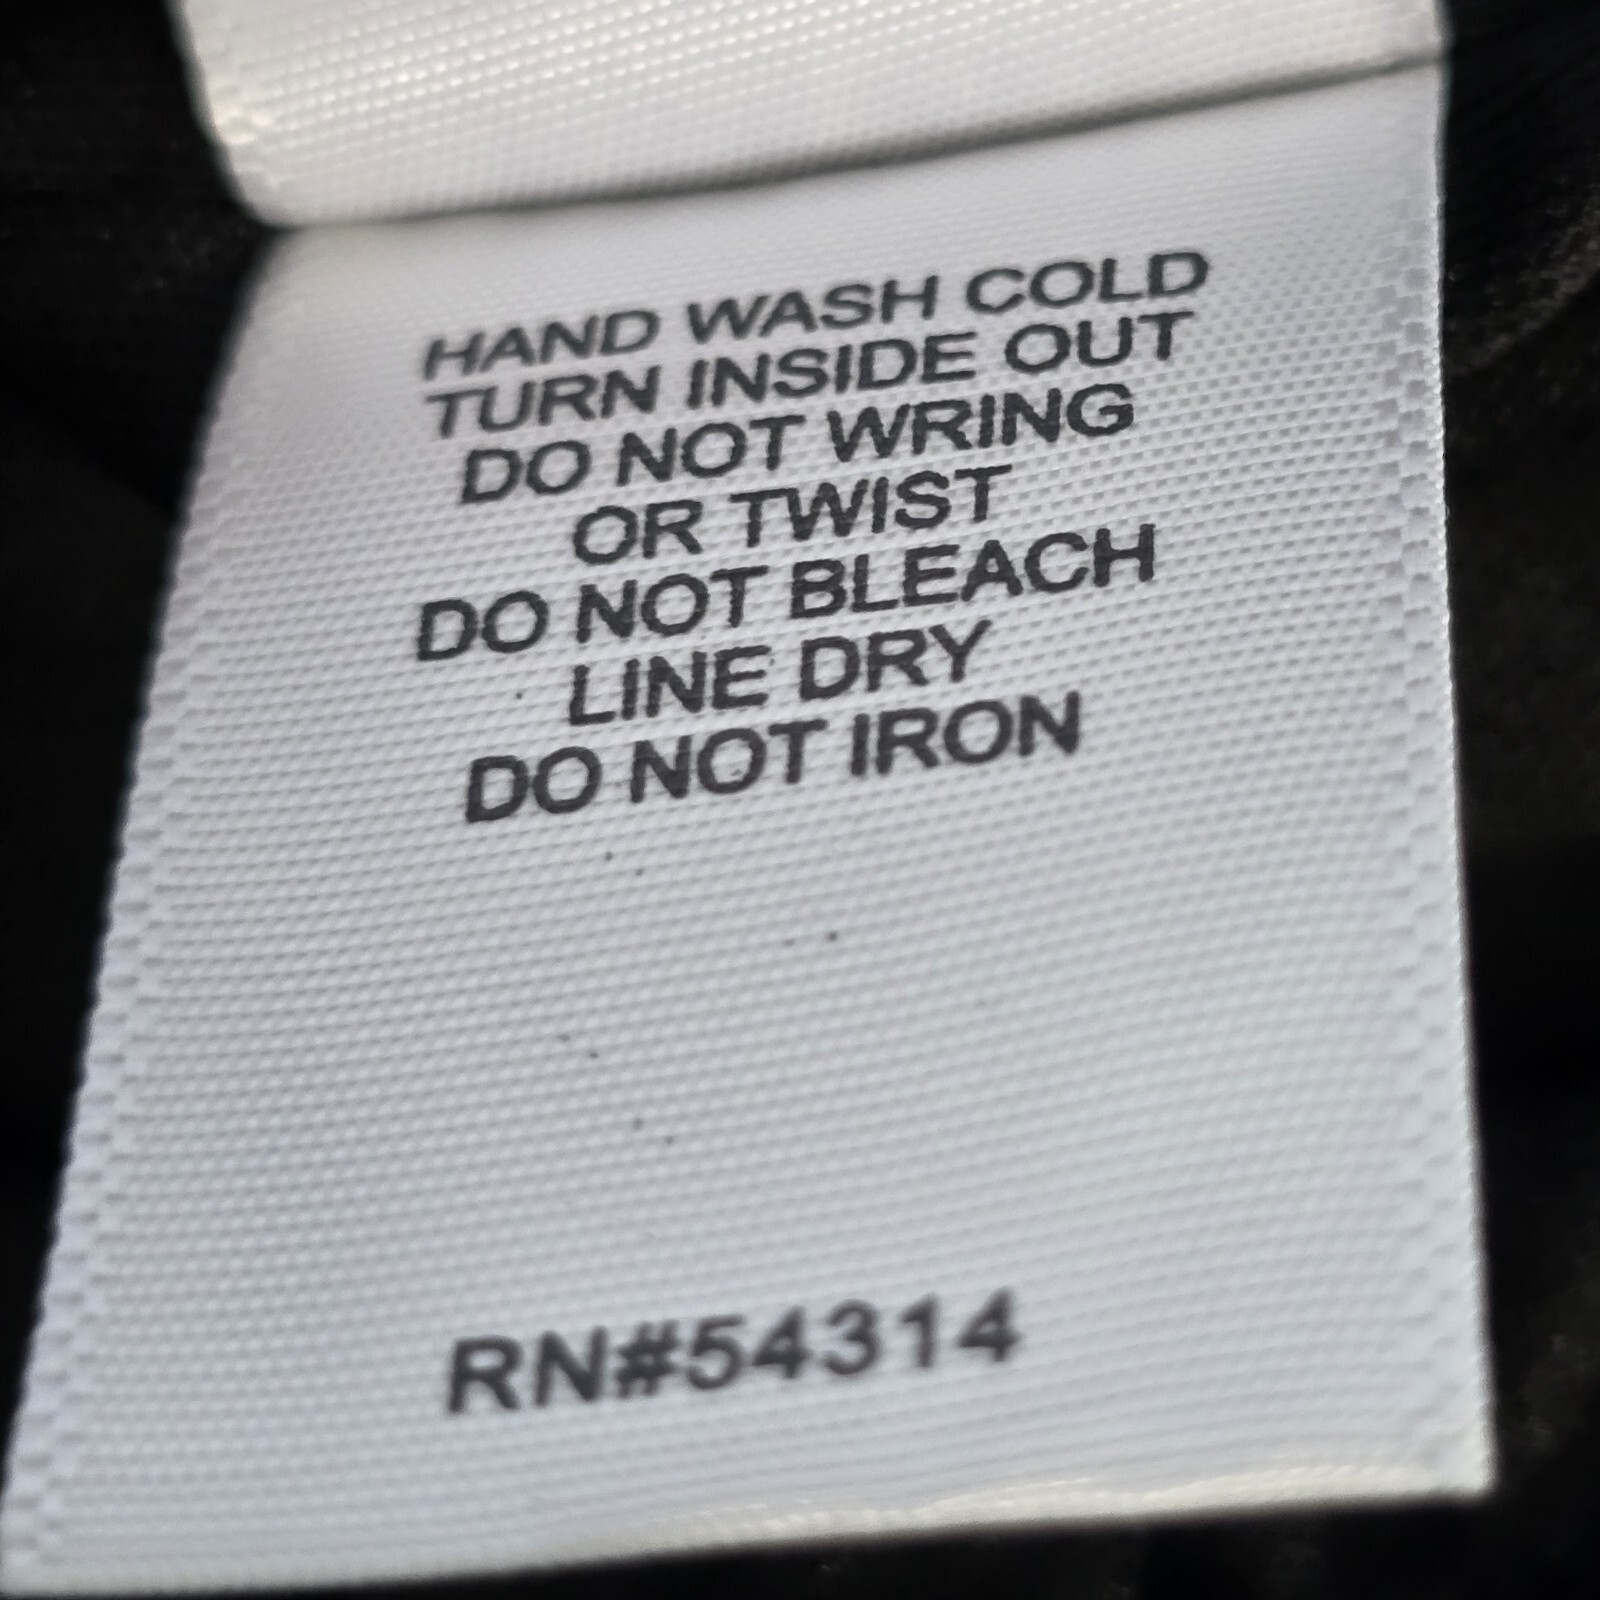 HAND WASH COLD
TURN INSIDE OUT
DO NOT WRING
OR TWIST
DO NOT BLEACH
LINE DRY
DO NOT IRON
RN#54314